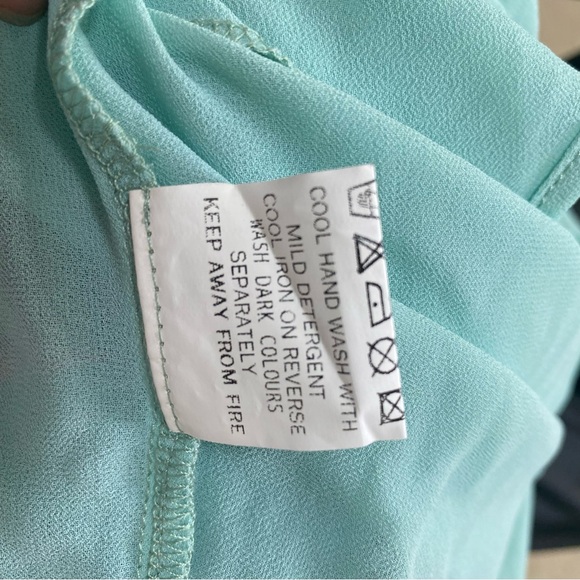 COOL HAND WASH WITH
MILD DETERGENT
COOL IRON ON REVERSE
WASH DARK COLOURS
SEPARATELY
KEEP AWAY FROM FIRE